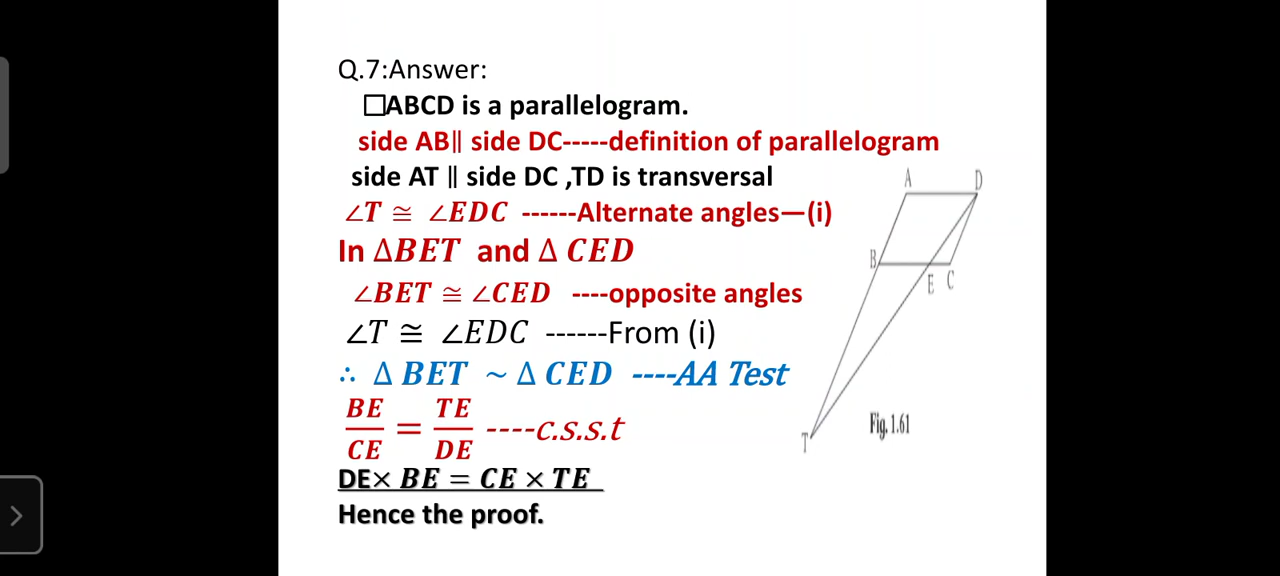 Q.7:Answer:
□ABCD is a parallelogram.
side AB∥ side DC-----definition of parallelogram
side AT ∥ side DC ,TD is transversal
∠T ≅ ∠EDC ------Alternate angles—(i)
In ΔBET and Δ CED
∠BET ≅ ∠CED ----opposite angles
∠T ≅ ∠EDC ------From (i)
∴ Δ BET ~ Δ CED ----AA Test
BE/CE = TE/DE ----c.s.s.t
DE× BE = CE × TE
Hence the proof.
A D
B
E C
T
Fig. 1.61